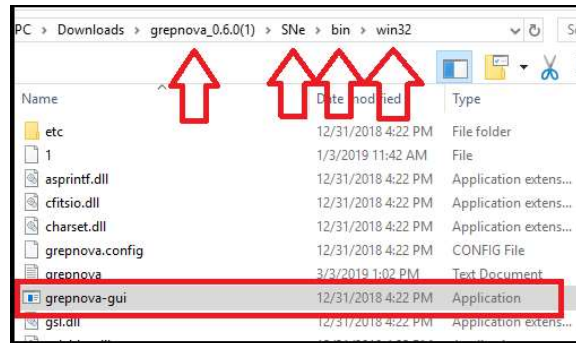 PC > Downloads > grepnova_0.6.0(1) > SNe > bin > win32
Name Date modified Type
etc 12/31/2018 4:22 PM File folder
1 1/3/2019 11:42 AM File
asprintf.dll 12/31/2018 4:22 PM Application extens...
cfitsio.dll 12/31/2018 4:22 PM Application extens...
charset.dll 12/31/2018 4:22 PM Application extens...
grepnova.config 12/31/2018 4:22 PM CONFIG File
grepnova 3/3/2019 1:02 PM Text Document
grepnova-gui 12/31/2018 4:22 PM Application
gsl.dll 12/31/2018 4:22 PM Application extens...